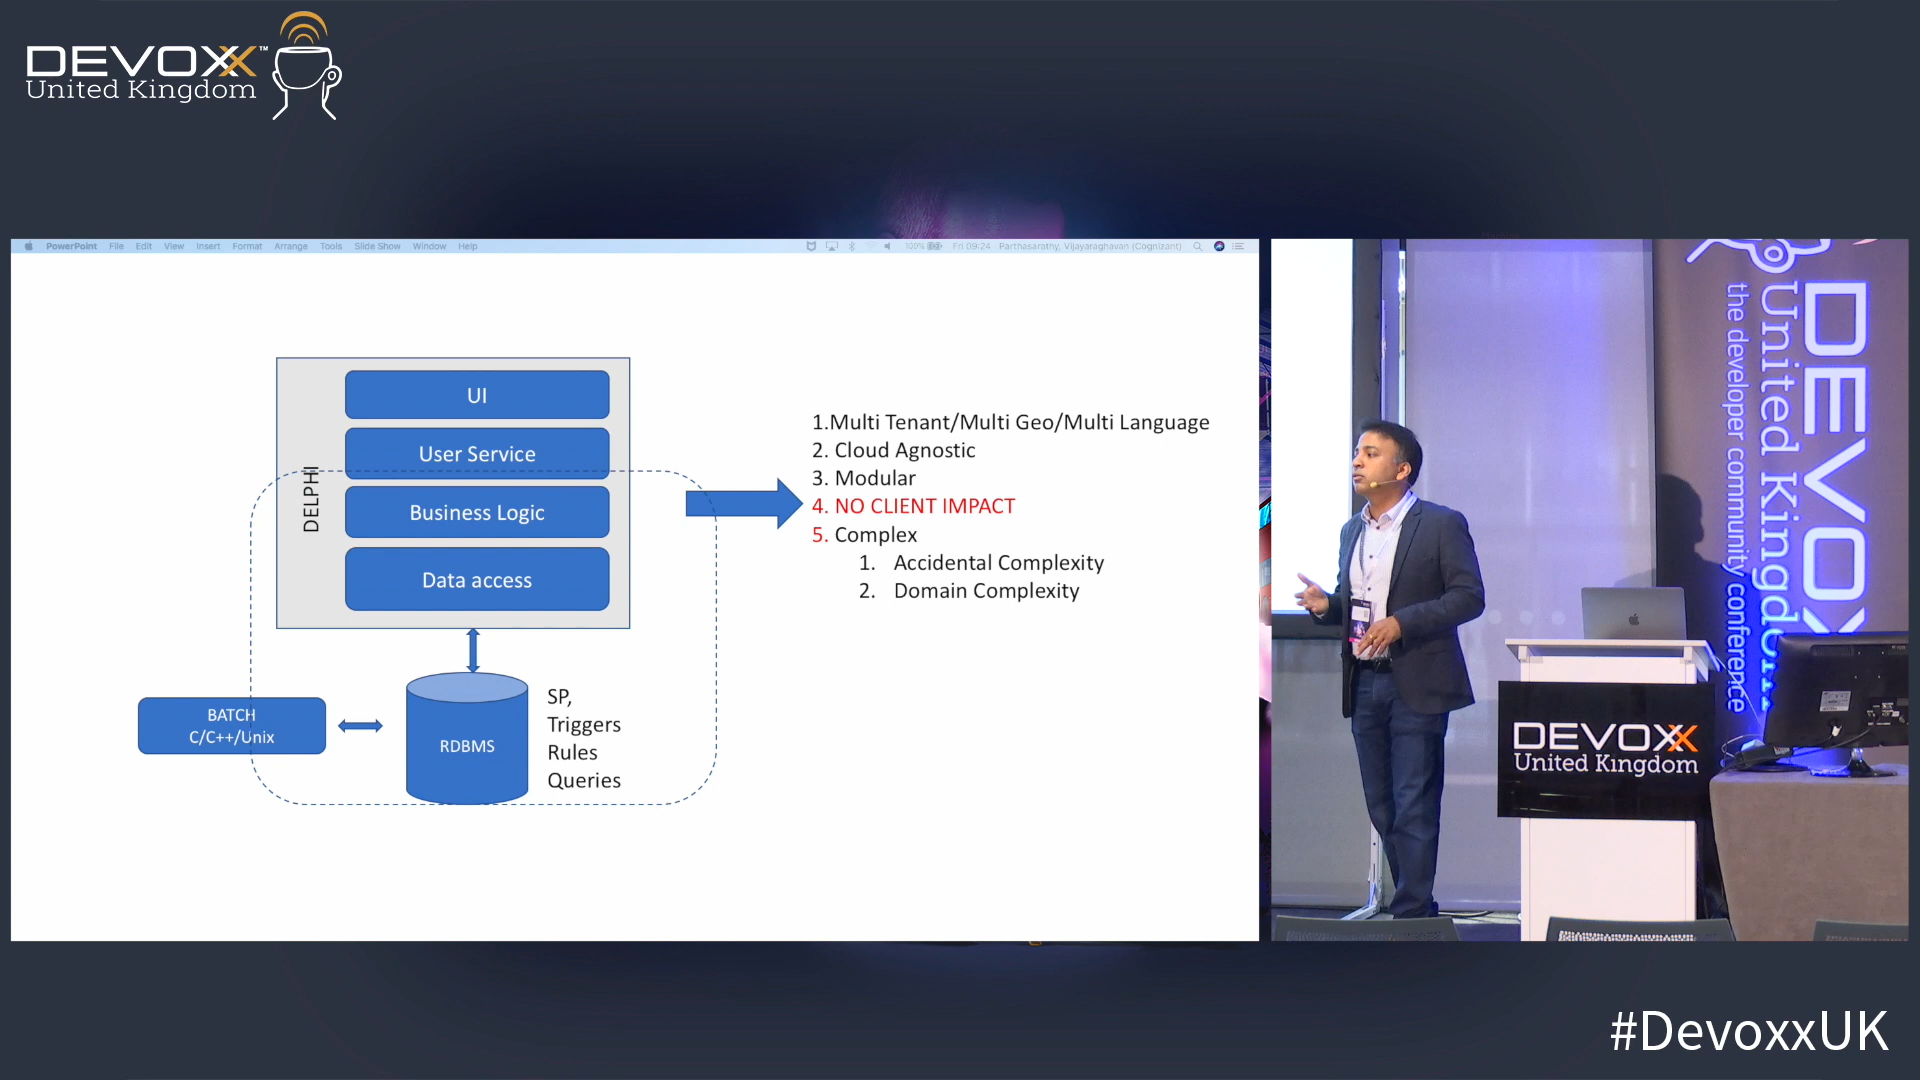 DEVOXX™
United Kingdom
PowerPoint File Edit View Insert Format Arrange Tools Slide Show Window Help
100% Fri 09:24 Parthasarathy, Vijayaraghavan (Cognizant)
DELPHI
UI
User Service
Business Logic
Data access
BATCH
C/C++/Unix
RDBMS
SP,
Triggers
Rules
Queries
1.Multi Tenant/Multi Geo/Multi Language
2. Cloud Agnostic
3. Modular
4. NO CLIENT IMPACT
5. Complex
1. Accidental Complexity
2. Domain Complexity
DEVOX
United Kingdom
the developer community conference
DEVOXX
United Kingdom
#DevoxxUK